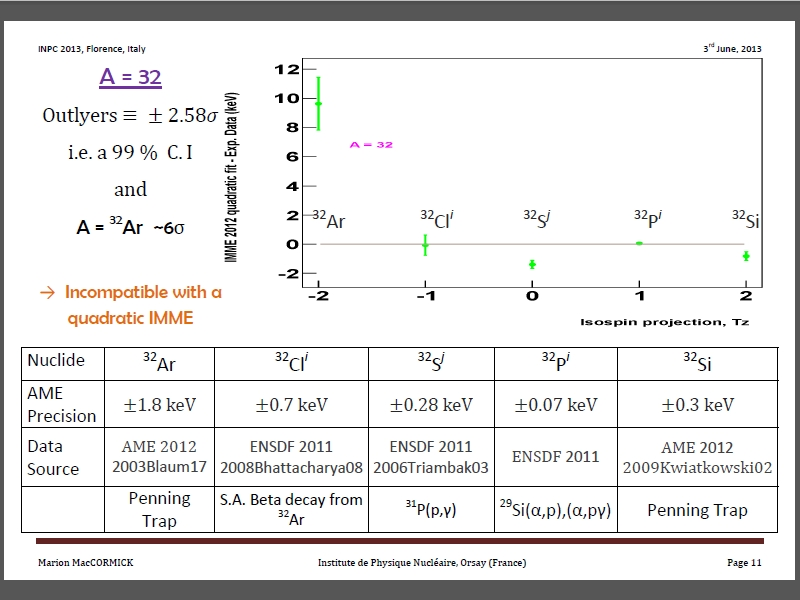 INPC 2013, Florence, Italy
3rd June, 2013
A = 32
Outlyers ≡ ± 2.58σ
i.e. a 99 % C. I
and
A = ³²Ar ~6σ
→ Incompatible with a
quadratic IMME
IMME 2012 quadratic fit - Exp. Data (keV)
12
10
8
6
4
2
0
-2
A = 32
³²Ar ³²Clⁱ ³²Sʲ ³²Pⁱ ³²Si
-2 -1 0 1 2
Isospin projection, Tz
Nuclide ³²Ar ³²Clⁱ ³²Sʲ ³²Pⁱ ³²Si
AME
Precision
±1.8 keV ±0.7 keV ±0.28 keV ±0.07 keV ±0.3 keV
Data
Source
AME 2012
2003Blaum17
ENSDF 2011
2008Bhattacharya08
ENSDF 2011
2006Triambak03
ENSDF 2011
AME 2012
2009Kwiatkowski02
Penning
Trap
S.A. Beta decay from
³²Ar
³¹P(p,γ)
²⁹Si(α,p),(α,pγ)
Penning Trap
Marion MacCORMICK
Institute de Physique Nucléaire, Orsay (France)
Page 11